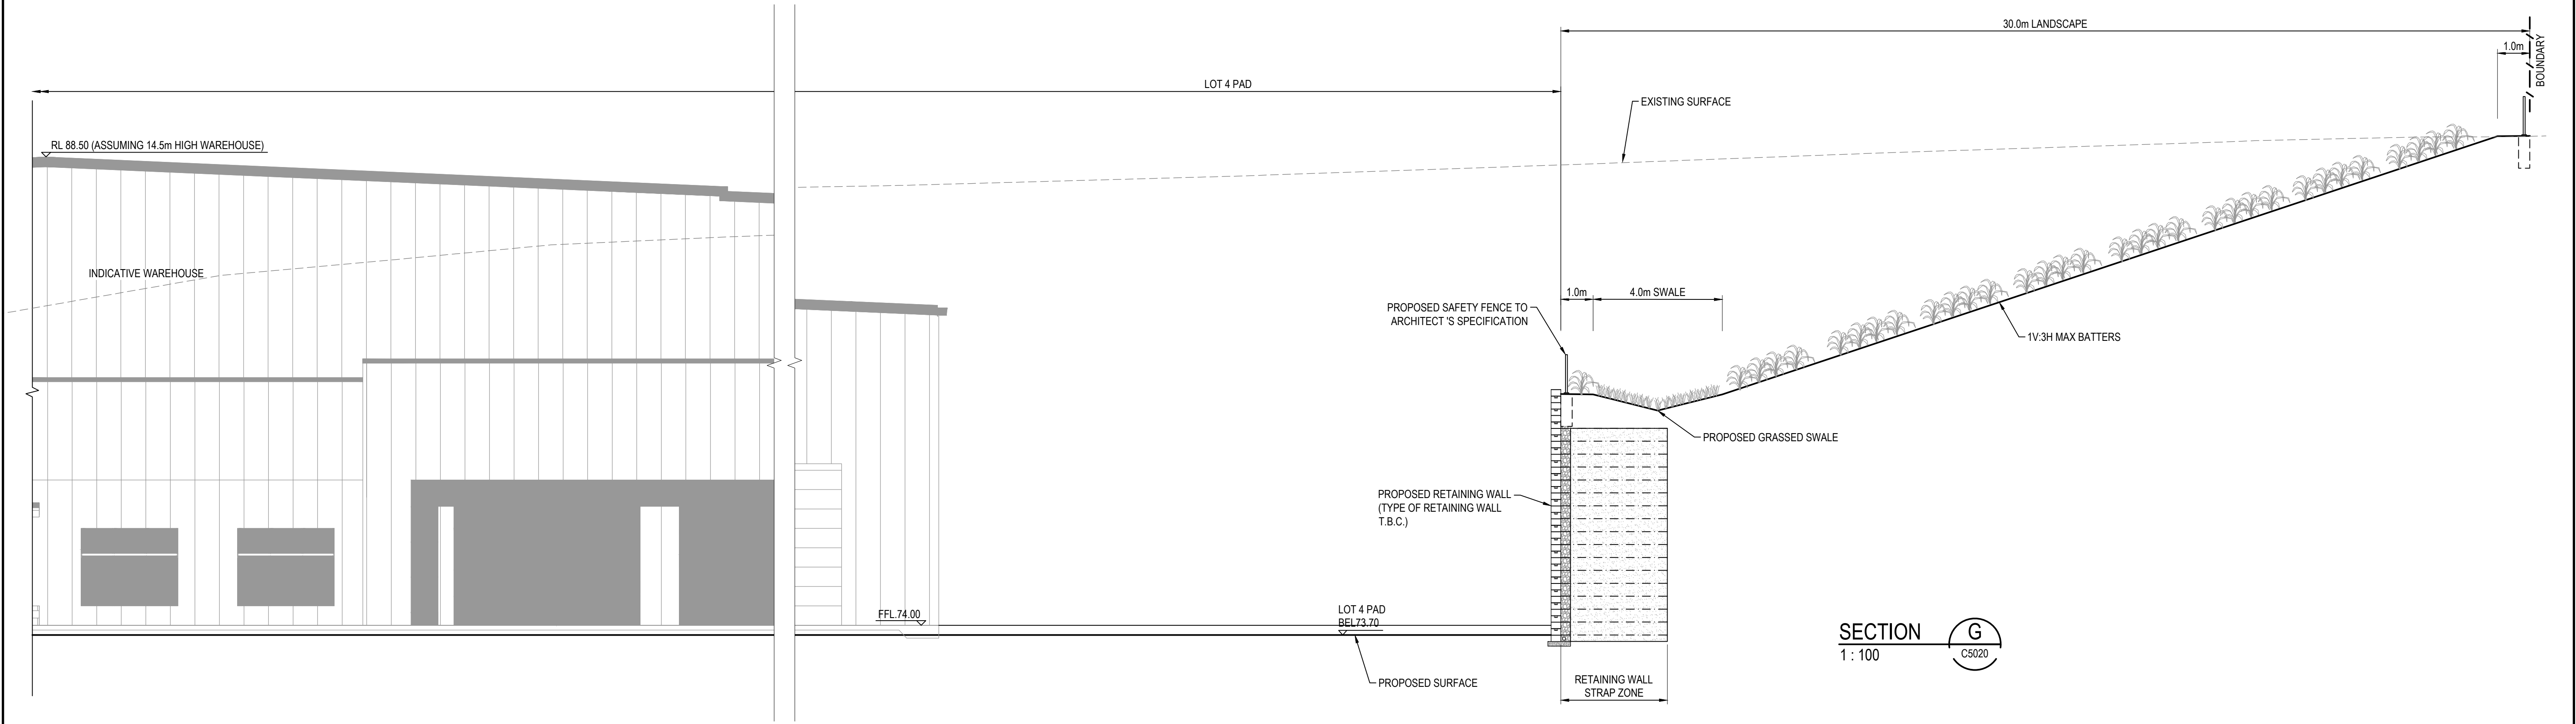 30.0m LANDSCAPE
1.0m
BOUNDARY
LOT 4 PAD
EXISTING SURFACE
RL 88.50 (ASSUMING 14.5m HIGH WAREHOUSE)
INDICATIVE WAREHOUSE
1.0m
4.0m SWALE
PROPOSED SAFETY FENCE TO
ARCHITECT 'S SPECIFICATION
1V:3H MAX BATTERS
PROPOSED GRASSED SWALE
PROPOSED RETAINING WALL
(TYPE OF RETAINING WALL
T.B.C.)
FFL.74.00
LOT 4 PAD
BEL73.70
PROPOSED SURFACE
RETAINING WALL
STRAP ZONE
SECTION
1 : 100
G
C5020